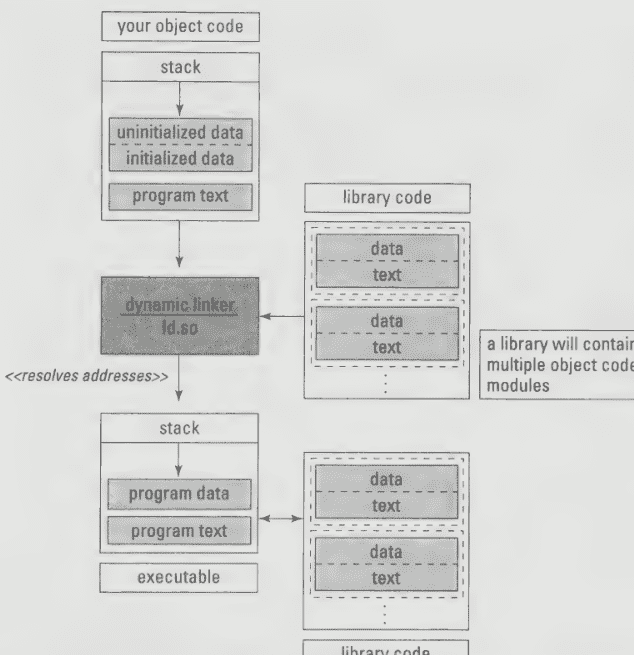 your object code
stack
uninitialized data
initialized data
program text
library code
data
text
dynamic linker
ld.so
data
text
a library will contain
multiple object code
modules
<<resolves addresses>>
stack
program data
program text
executable
data
text
data
text
library code